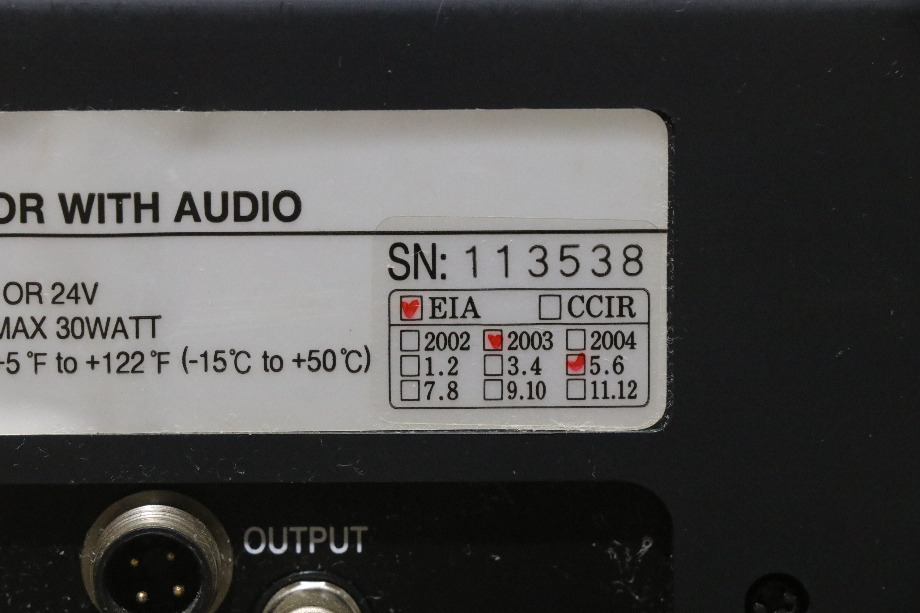 OR WITH AUDIO
SN: 113538
OR 24V
EIA CCIR
MAX 30WATT
2002 2003 2004
-5°F to +122°F (-15°C to +50°C)
1.2 3.4 5.6
7.8 9.10 11.12
OUTPUT